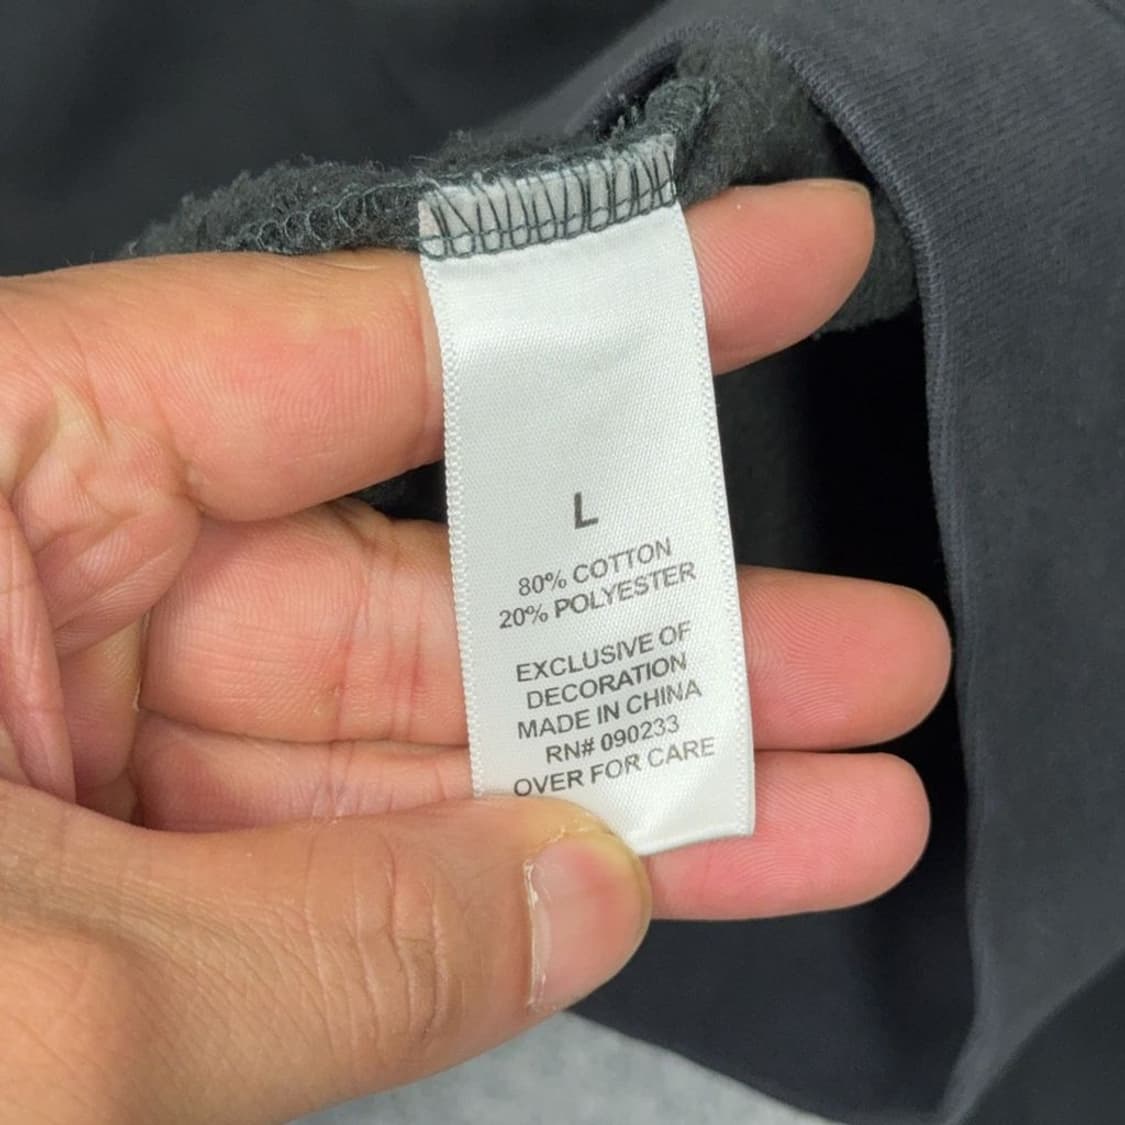 L
80% COTTON
20% POLYESTER
EXCLUSIVE OF
DECORATION
MADE IN CHINA
RN# 090233
OVER FOR CARE